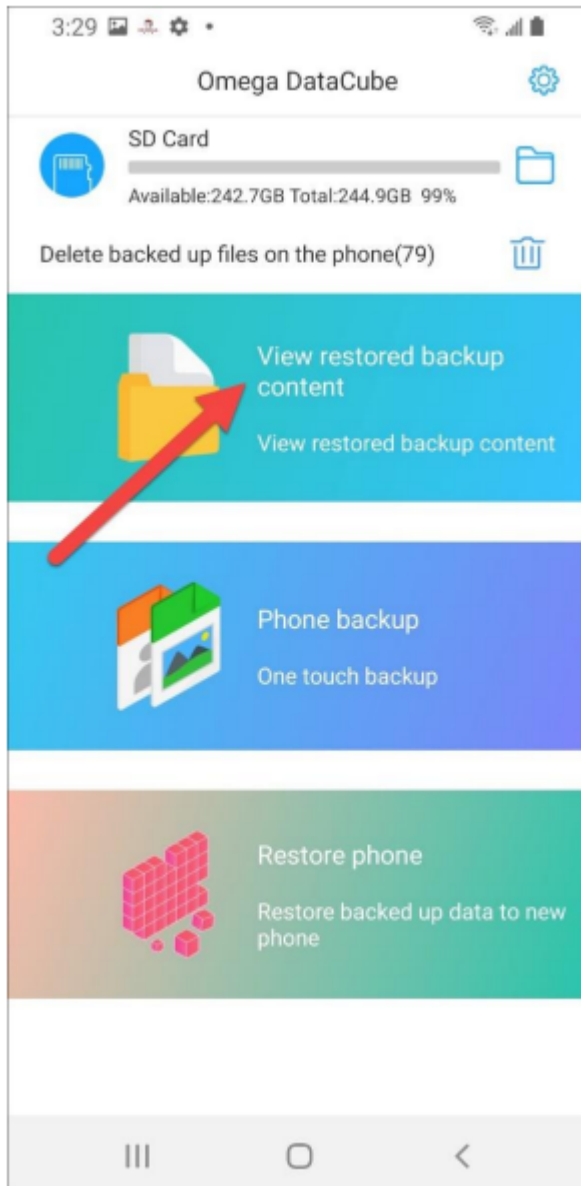 3:29
Omega DataCube
SD Card
Available:242.7GB Total:244.9GB 99%
Delete backed up files on the phone(79)
View restored backup
content
View restored backup content
Phone backup
One touch backup
Restore phone
Restore backed up data to new
phone